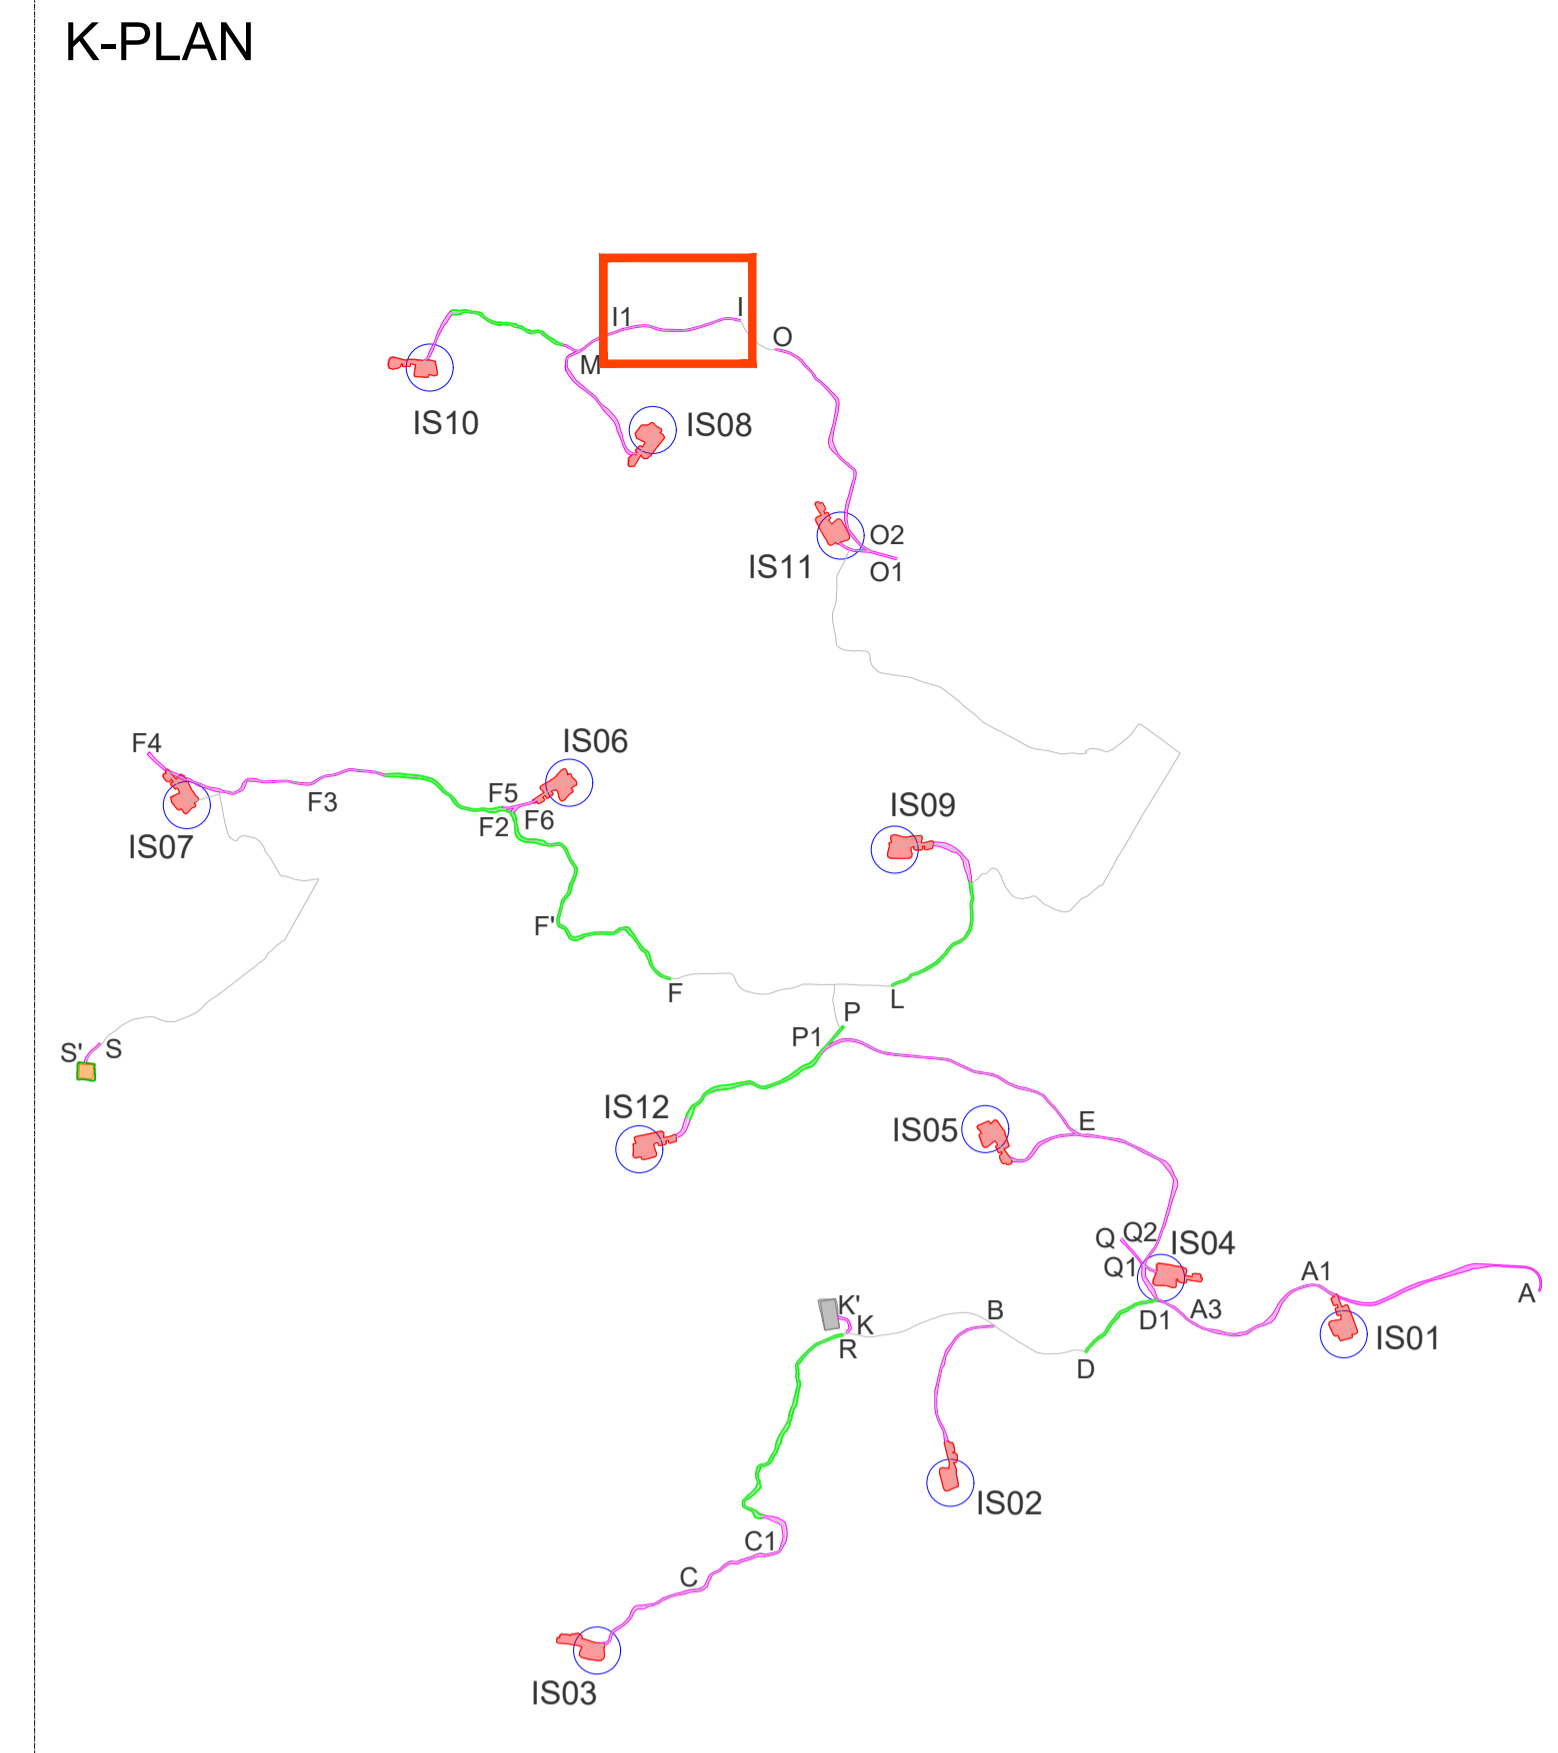 K-PLAN
I
I1
O
M
IS10
IS08
O2
IS11
O1
F4
IS06
F5
F3
F2
F6
IS09
IS07
F'
F
L
P
P1
S'
S
IS12
E
IS05
Q
Q2
IS04
Q1
A1
A
K'
B
D1
A3
K
R
IS01
D
IS02
C1
C
IS03